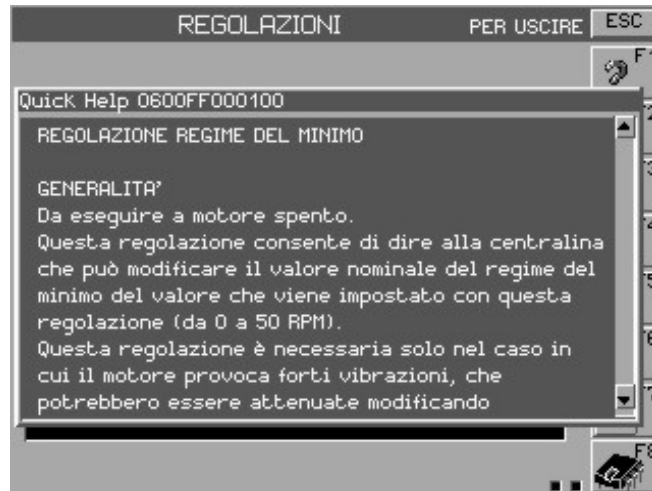 REGOLAZIONI
PER USCIRE
ESC
Quick Help 0600FF000100
REGOLAZIONE REGIME DEL MINIMO
GENERALITA'
Da eseguire a motore spento.
Questa regolazione consente di dire alla centralina
che può modificare il valore nominale del regime del
minimo del valore che viene impostato con questa
regolazione (da 0 a 50 RPM).
Questa regolazione è necessaria solo nel caso in
cui il motore provoca forti vibrazioni, che
potrebbero essere attenuate modificando